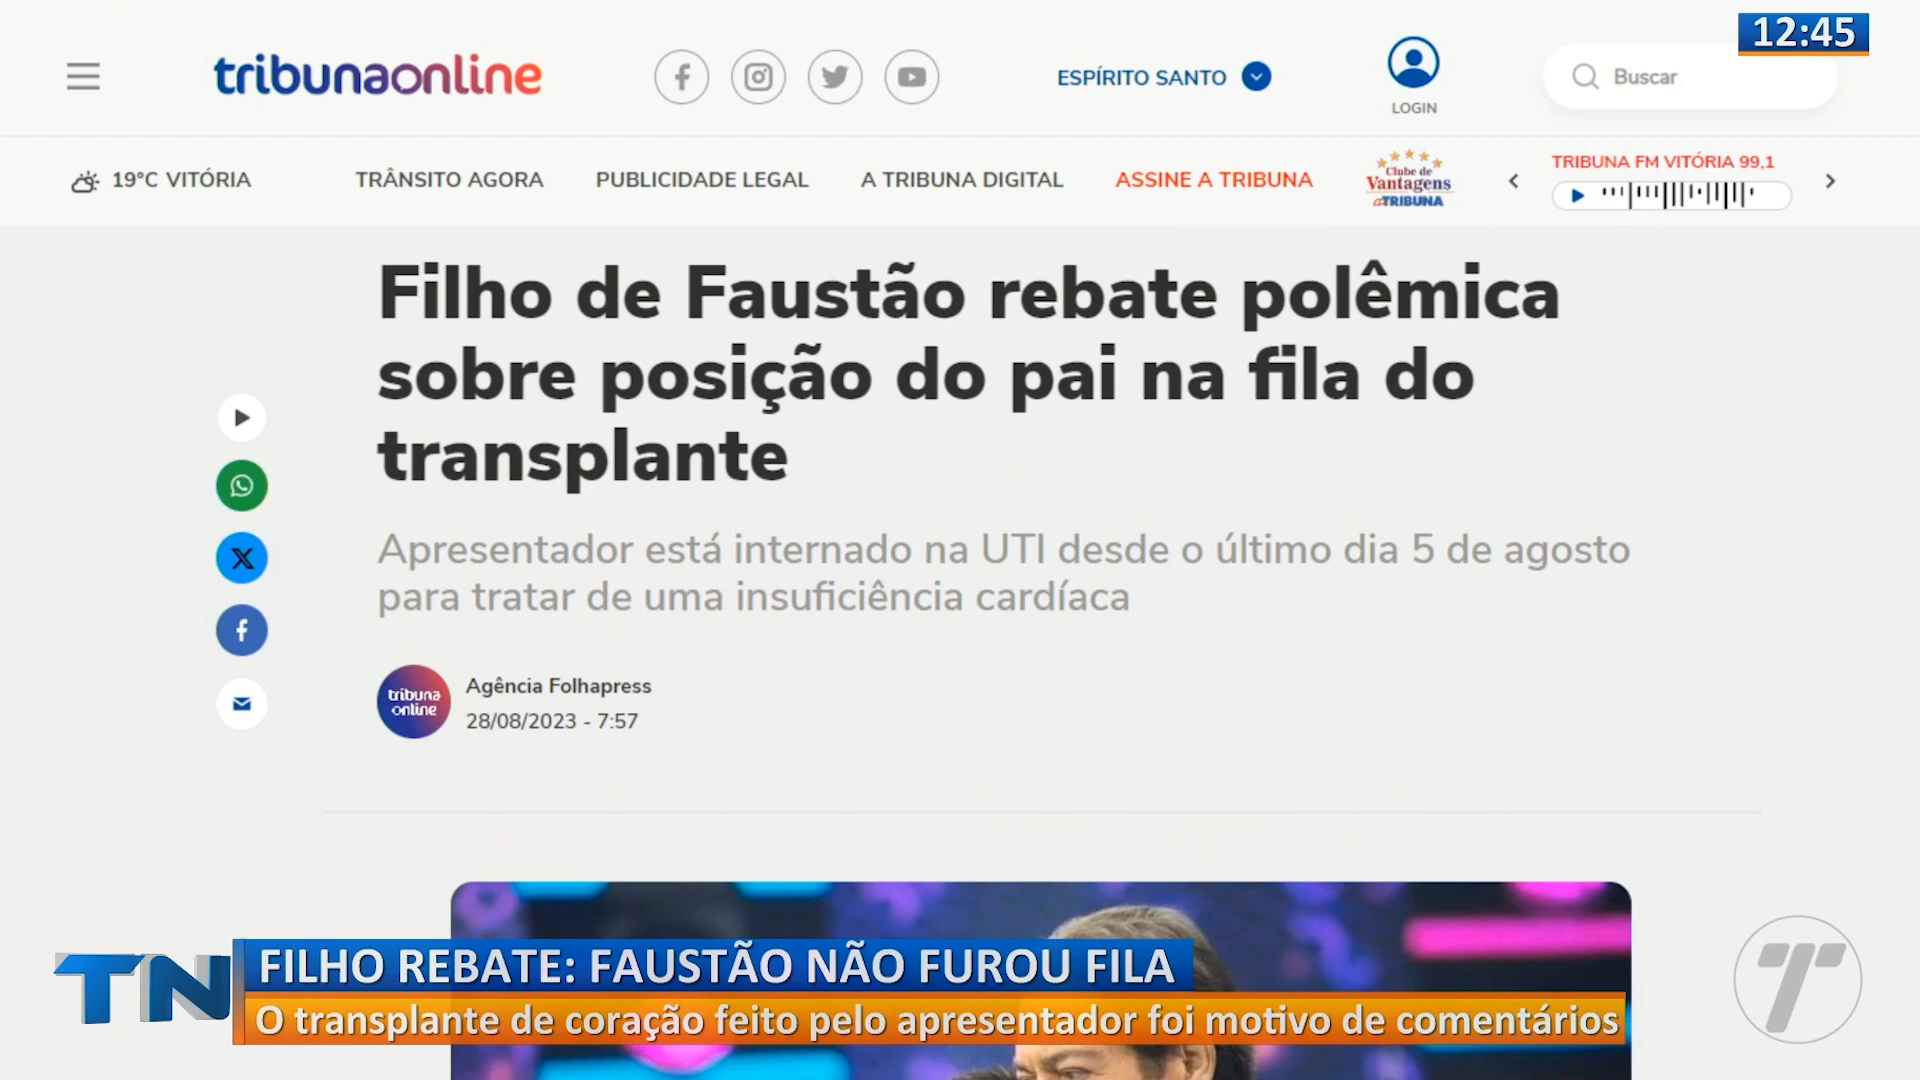 12:45
tribunaonline
ESPÍRITO SANTO
LOGIN
Buscar
19°C VITÓRIA
TRÂNSITO AGORA
PUBLICIDADE LEGAL
A TRIBUNA DIGITAL
ASSINE A TRIBUNA
Clube de
Vantagens
aTRIBUNA
TRIBUNA FM VITÓRIA 99,1
Filho de Faustão rebate polêmica
sobre posição do pai na fila do
transplante
Apresentador está internado na UTI desde o último dia 5 de agosto
para tratar de uma insuficiência cardíaca
tribuna
online
Agência Folhapress
28/08/2023 - 7:57
TN
FILHO REBATE: FAUSTÃO NÃO FUROU FILA
O transplante de coração feito pelo apresentador foi motivo de comentários
T